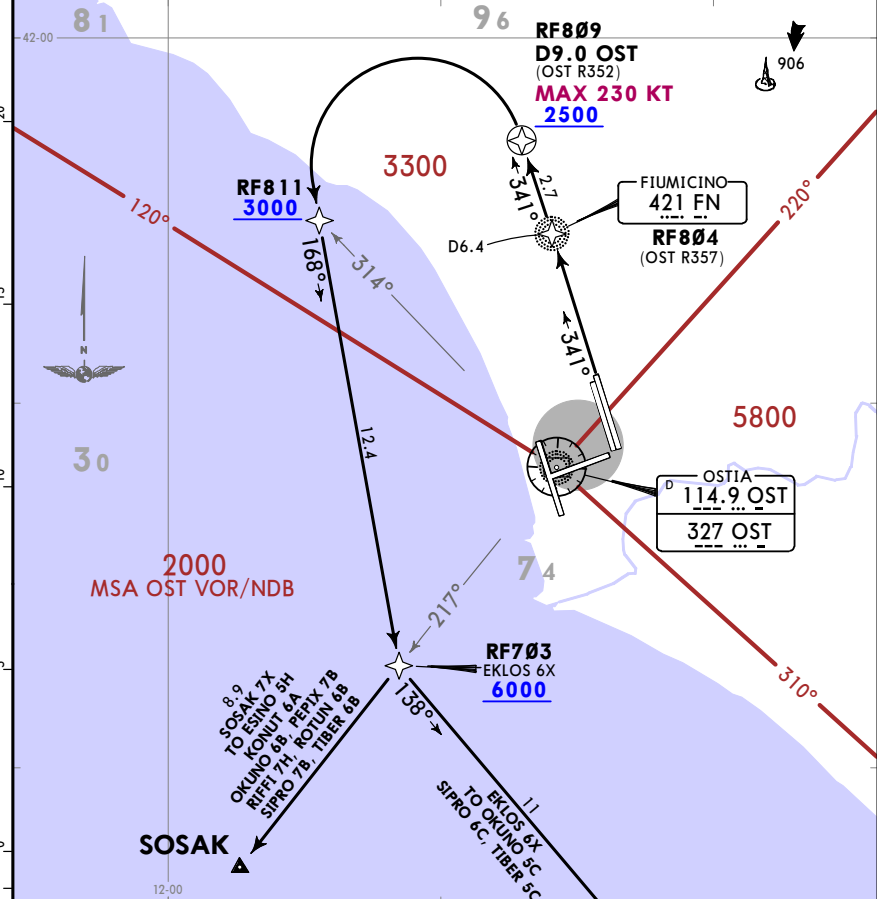 81
96
42-00
RF8Ø9
D9.0 OST
(OST R352)
MAX 230 KT
2500
906
3300
FIUMICINO
421 FN
RF8Ø4
(OST R357)
220°
120°
RF811
3000
341°
2.7
D6.4
168°
314°
N
341°
5800
12.4
30
OSTIA
D 114.9 OST
327 OST
2000
MSA OST VOR/NDB
74
217°
RF7Ø3
EKLOS 6X
6000
310°
138°
8.9
SOSAK 7X
TO ESINO 5H
KONUT 6A
OKUNO 6B, PEPIX 7B
RIFFI 7H, ROTUN 6B
SIPRO 7B, TIBER 6B
11
EKLOS 6X
TO OKUNO 5C
SIPRO 6C, TIBER 5C
SOSAK
12-00